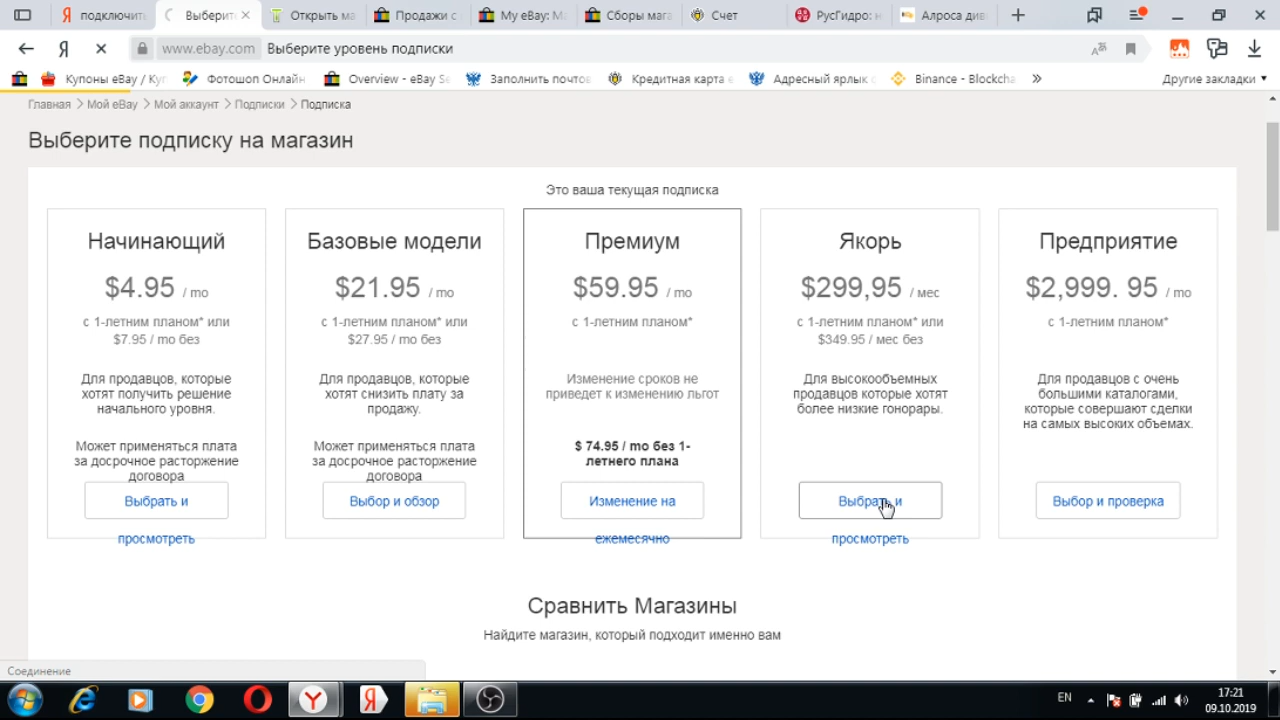 подключить
Выберит
Открыть ма
Продажи с
My eBay: Ma
Сборы мага
Счет
РусГидро: н
Алроса див
www.ebay.com Выберите уровень подписки
Купоны eBay / Куп
Фотошоп Онлайн
Overview - eBay Se
Заполнить почтов
Кредитная карта
Адресный ярлык
Binance - Blockcha
Другие закладки
Главная > Мой eBay > Мой аккаунт > Подписки > Подписка
Выберите подписку на магазин
Это ваша текущая подписка
Начинающий
$4.95 / mo
с 1-летним планом* или
$7.95 / mo без
Для продавцов, которые
хотят получить решение
начального уровня.
Может применяться плата
за досрочное расторжение
договора
Выбрать и
просмотреть
Базовые модели
$21.95 / mo
с 1-летним планом* или
$27.95 / mo без
Для продавцов, которые
хотят снизить плату за
продажу.
Может применяться плата
за досрочное расторжение
договора
Выбор и обзор
Премиум
$59.95 / mo
с 1-летним планом*
Изменение сроков не
приведет к изменению льгот
$ 74.95 / mo без 1-
летнего плана
Изменение на
ежемесячно
Якорь
$299,95 / мес
с 1-летним планом* или
$349.95 / мес без
Для высокообъемных
продавцов которые хотят
более низкие гонорары.
Выбрать и
просмотреть
Предприятие
$2,999. 95 / mo
с 1-летним планом*
Для продавцов с очень
большими каталогами,
которые совершают сделки
на самых высоких объемах.
Выбор и проверка
Сравнить Магазины
Найдите магазин, который подходит именно вам
Соединение
EN
17:21
09.10.2019